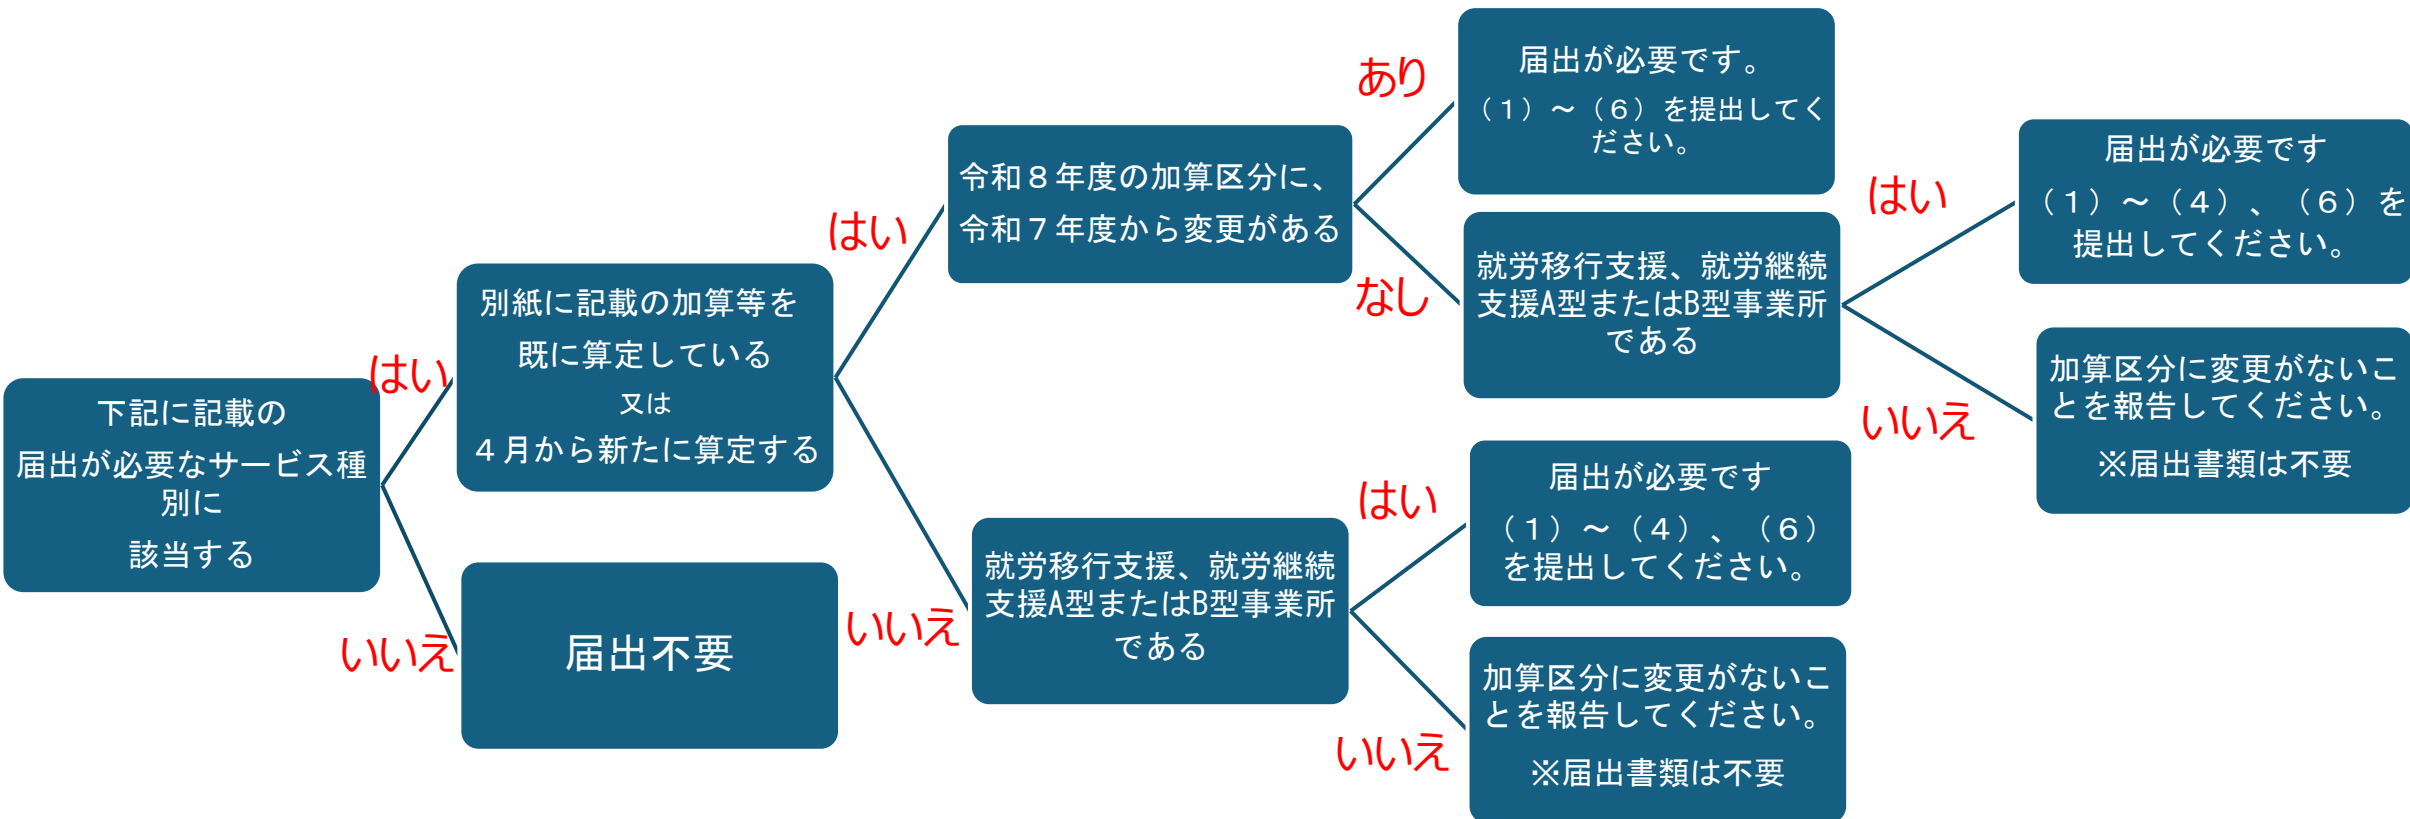 下記に記載の
届出が必要なサービス種
別に
該当する
はい
いいえ
別紙に記載の加算等を
既に算定している
又は
４月から新たに算定する
届出不要
はい
いいえ
令和８年度の加算区分に、
令和７年度から変更がある
就労移行支援、就労継続
支援A型またはB型事業所
である
あり
なし
届出が必要です。
（１）～（６）を提出してく
ださい。
就労移行支援、就労継続
支援A型またはB型事業所
である
はい
いいえ
届出が必要です
（１）～（４）、（６）を
提出してください。
加算区分に変更がないこ
とを報告してください。
※届出書類は不要
はい
いいえ
届出が必要です
（１）～（４）、（６）
を提出してください。
加算区分に変更がないこ
とを報告してください。
※届出書類は不要